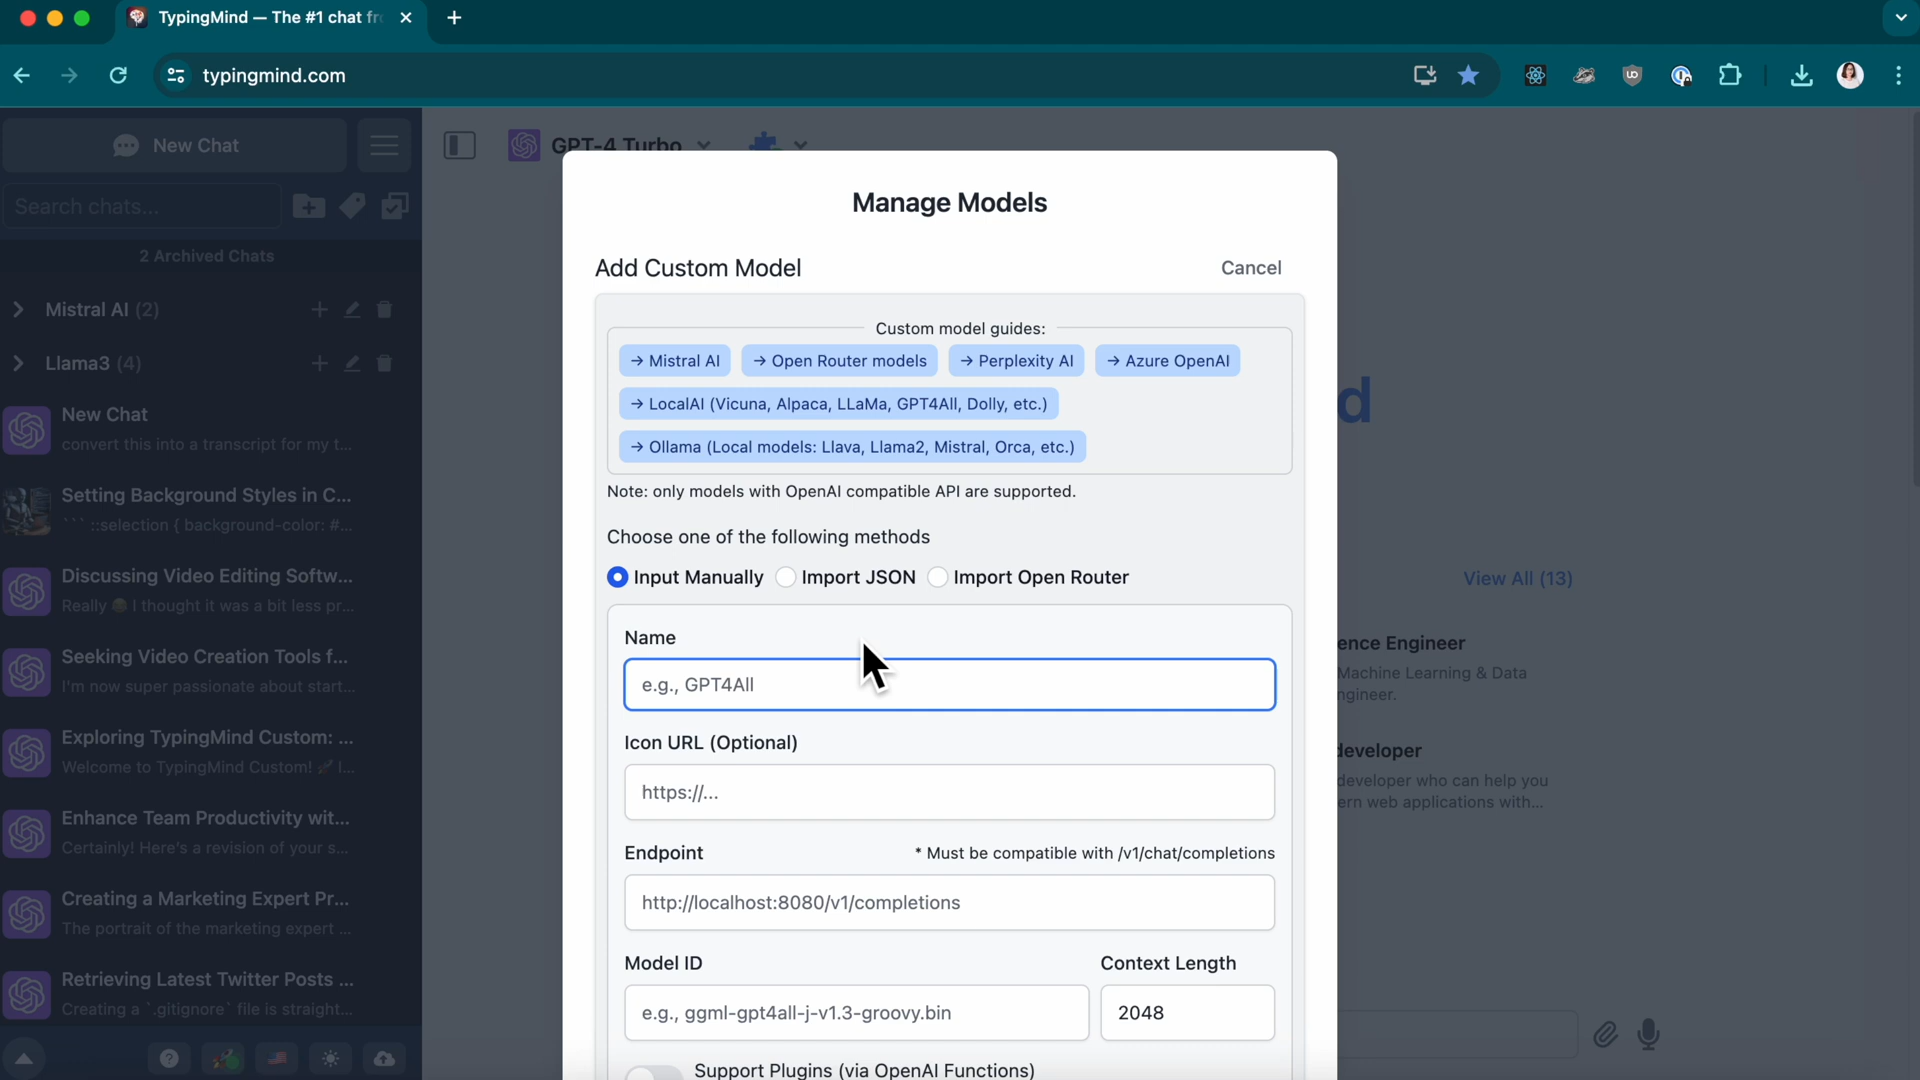 TypingMind — The #1 chat fr
typingmind.com
New Chat
GPT-4 Turbo
Search chats...
2 Archived Chats
Mistral AI (2)
Llama3 (4)
New Chat
convert this into a transcript for my t...
Setting Background Styles in C...
``` ::selection { background-color: #...
Discussing Video Editing Softw...
Really 😅 I thought it was a bit less pr...
Seeking Video Creation Tools f...
I'm now super passionate about start...
Exploring TypingMind Custom: ...
Welcome to TypingMind Custom! 🚀 I...
Enhance Team Productivity wit...
Certainly! Here's a revision of your s...
Creating a Marketing Expert Pr...
The portrait of the marketing expert ...
Retrieving Latest Twitter Posts ...
Creating a `.gitignore` file is straight...
Manage Models
Add Custom Model
Cancel
Custom model guides:
→ Mistral AI → Open Router models → Perplexity AI → Azure OpenAI
→ LocalAI (Vicuna, Alpaca, LLaMa, GPT4All, Dolly, etc.)
→ Ollama (Local models: Llava, Llama2, Mistral, Orca, etc.)
Note: only models with OpenAI compatible API are supported.
Choose one of the following methods
Input Manually Import JSON Import Open Router
Name
e.g., GPT4All
Icon URL (Optional)
https://...
Endpoint * Must be compatible with /v1/chat/completions
http://localhost:8080/v1/completions
Model ID Context Length
e.g., ggml-gpt4all-j-v1.3-groovy.bin 2048
Support Plugins (via OpenAI Functions)
d
View All (13)
ence Engineer
Machine Learning & Data
ngineer.
developer
developer who can help you
ern web applications with...